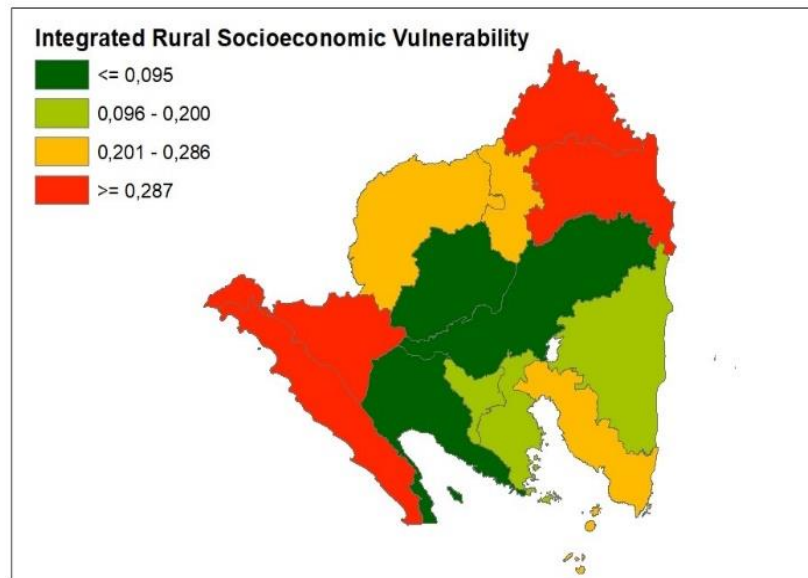 Integrated Rural Socioeconomic Vulnerability
<= 0,095
0,096 - 0,200
0,201 - 0,286
>= 0,287